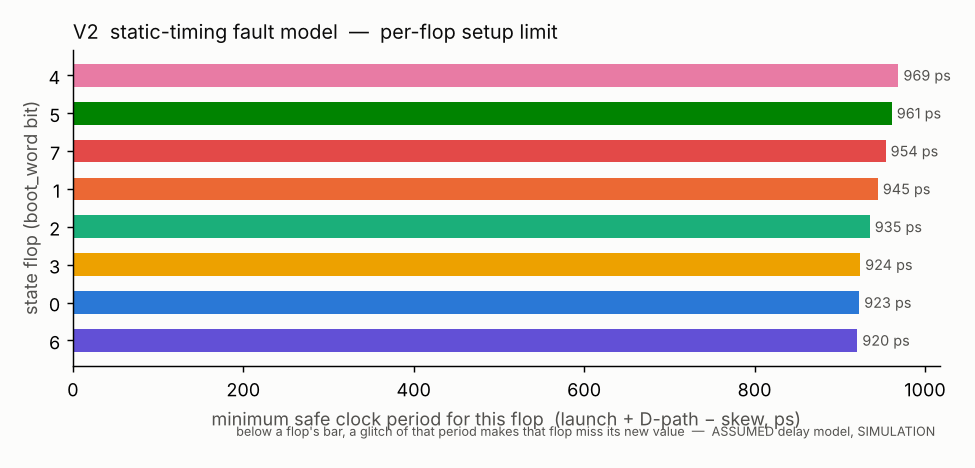 V2 static-timing fault model — per-flop setup limit
state flop (boot_word bit)
4 969 ps
5 961 ps
7 954 ps
1 945 ps
2 935 ps
3 924 ps
0 923 ps
6 920 ps
0 200 400 600 800 1000
minimum safe clock period for this flop (launch + D-path − skew, ps)
below a flop's bar, a glitch of that period makes that flop miss its new value — ASSUMED delay model, SIMULATION